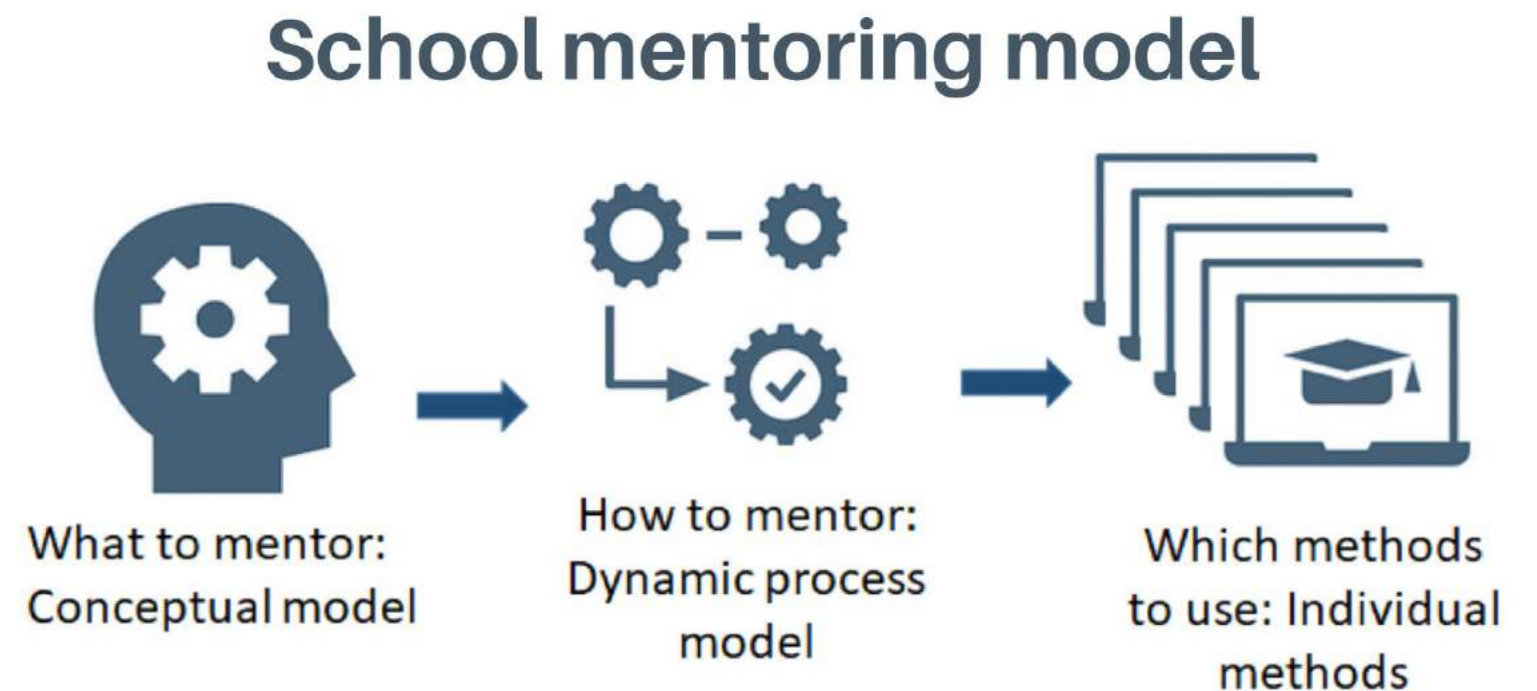 School mentoring model
What to mentor:
Conceptual model
How to mentor:
Dynamic process
model
Which methods
to use: Individual
methods